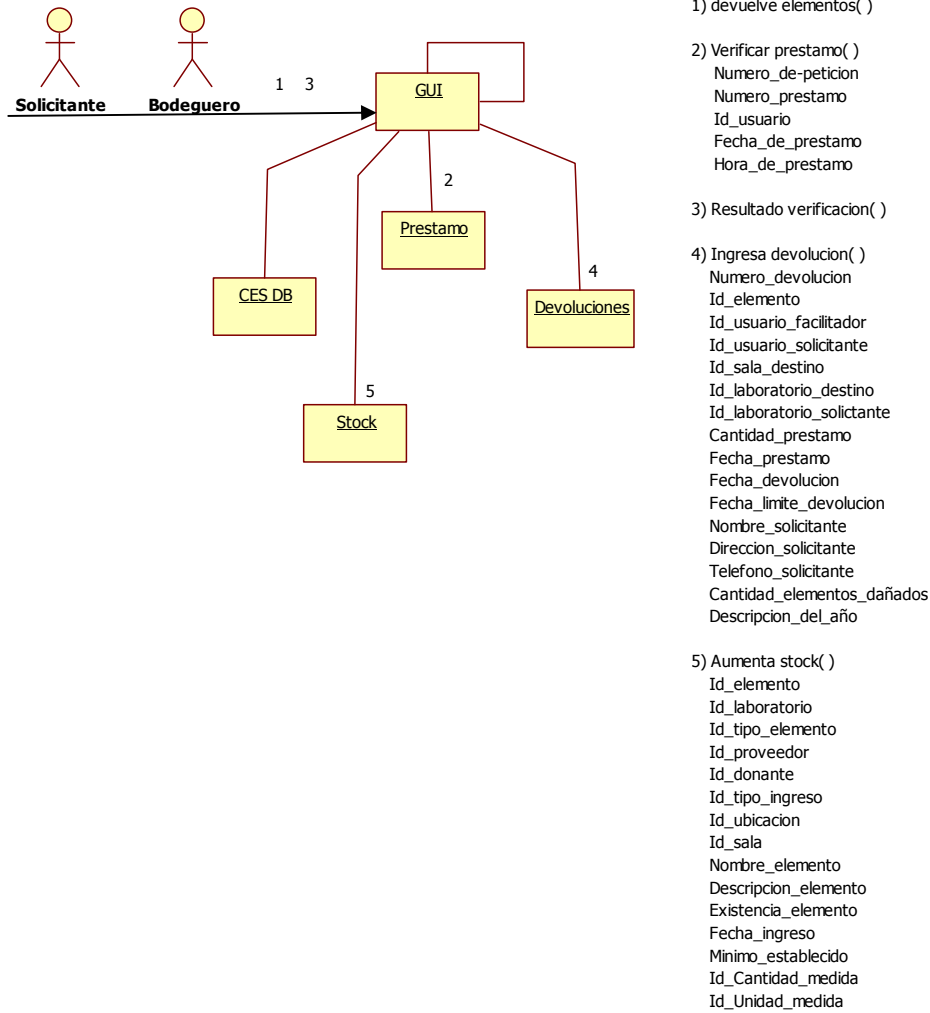 Solicitante
Bodeguero
1 3
GUI
2
Prestamo
CES DB
4
Devoluciones
5
Stock
1) devuelve elementos( )
2) Verificar prestamo( )
Numero_de-peticion
Numero_prestamo
Id_usuario
Fecha_de_prestamo
Hora_de_prestamo
3) Resultado verificacion( )
4) Ingresa devolucion( )
Numero_devolucion
Id_elemento
Id_usuario_facilitador
Id_usuario_solicitante
Id_sala_destino
Id_laboratorio_destino
Id_laboratorio_solictante
Cantidad_prestamo
Fecha_prestamo
Fecha_devolucion
Fecha_limite_devolucion
Nombre_solicitante
Direccion_solicitante
Telefono_solicitante
Cantidad_elementos_dañados
Descripcion_del_año
5) Aumenta stock( )
Id_elemento
Id_laboratorio
Id_tipo_elemento
Id_proveedor
Id_donante
Id_tipo_ingreso
Id_ubicacion
Id_sala
Nombre_elemento
Descripcion_elemento
Existencia_elemento
Fecha_ingreso
Minimo_establecido
Id_Cantidad_medida
Id_Unidad_medida